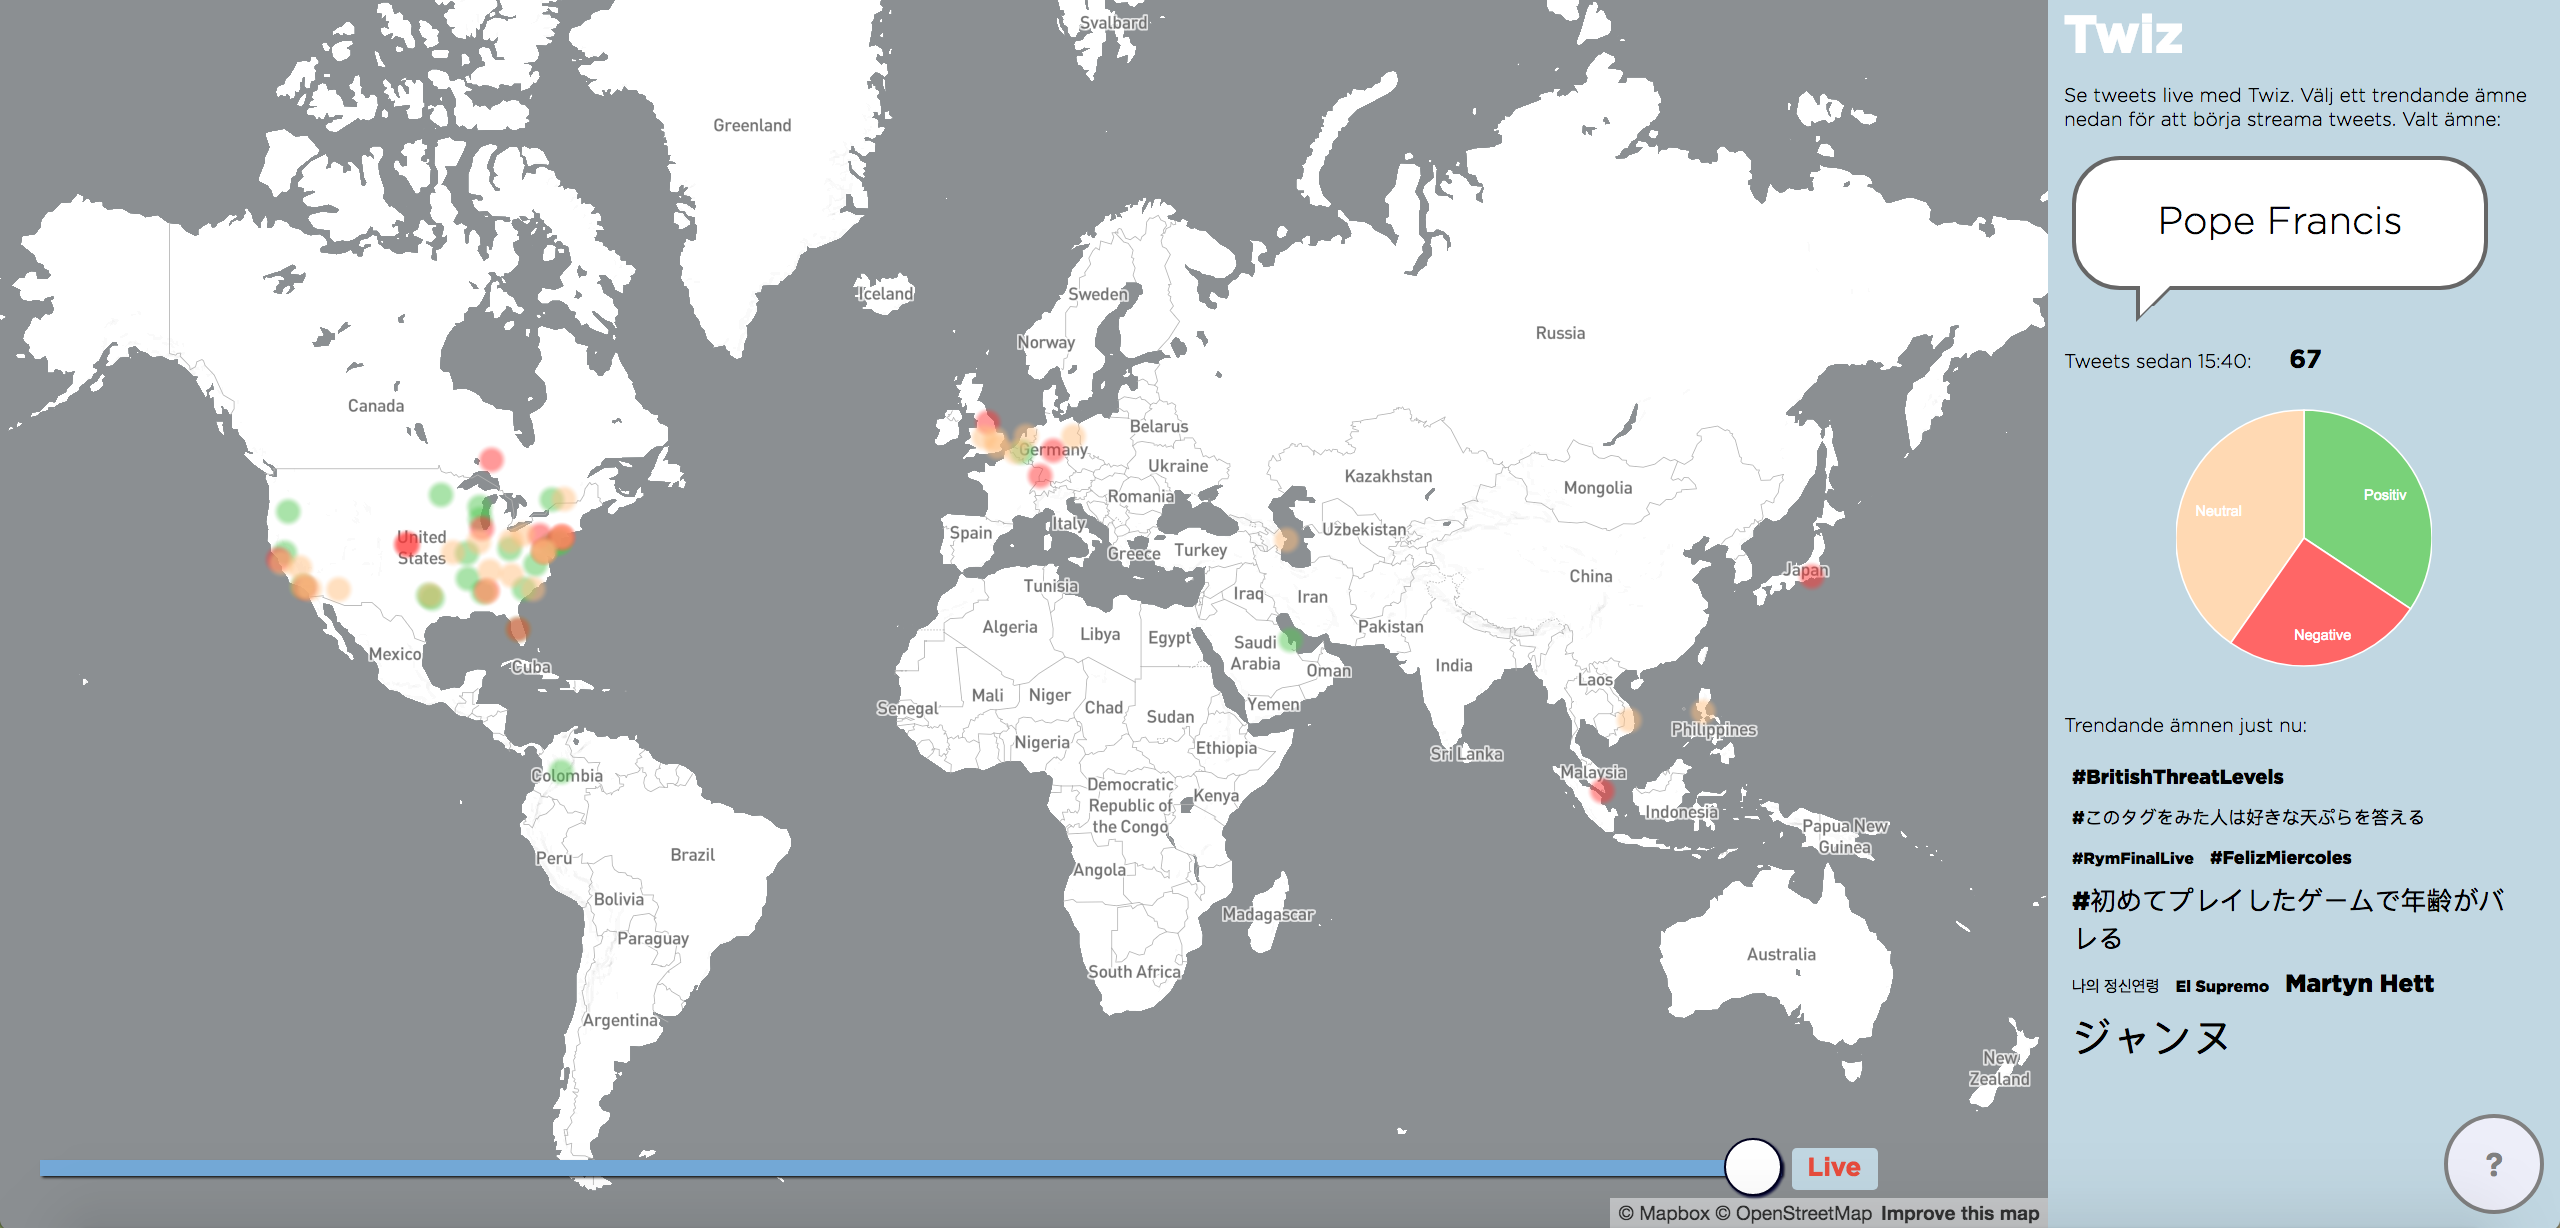 Svalbard
Greenland
Iceland
Sweden
Norway
Russia
Canada
Belarus
Germany
Ukraine
Kazakhstan
Mongolia
Romania
Italy
Spain
Uzbekistan
United
States
Greece
Turkey
China
Japan
Tunisia
Iraq
Iran
Algeria
Libya
Egypt
Pakistan
Saudi
Arabia
Mexico
Cuba
India
Oman
Laos
Mali
Niger
Chad
Senegal
Sudan
Yemen
Philippines
Nigeria
Ethiopia
Sri Lanka
Malaysia
Colombia
Democratic
Republic of
the Congo
Kenya
Indonesia
Papua New
Guinea
Peru
Brazil
Angola
Bolivia
Madagascar
Paraguay
Australia
South Africa
Argentina
New
Zealand
Live
© Mapbox © OpenStreetMap Improve this map
Twiz
Se tweets live med Twiz. Välj ett trendande ämne
nedan för att börja streama tweets. Valt ämne:
Pope Francis
Tweets sedan 15:40: 67
Positiv
Neutral
Negative
Trendande ämnen just nu:
#BritishThreatLevels
#このタグをみた人は好きな天ぷらを答える
#RymFinalLive #FelizMiercoles
#初めてプレイしたゲームで年齢がバ
レる
나의 정신연령 El Supremo Martyn Hett
ジャンヌ
?